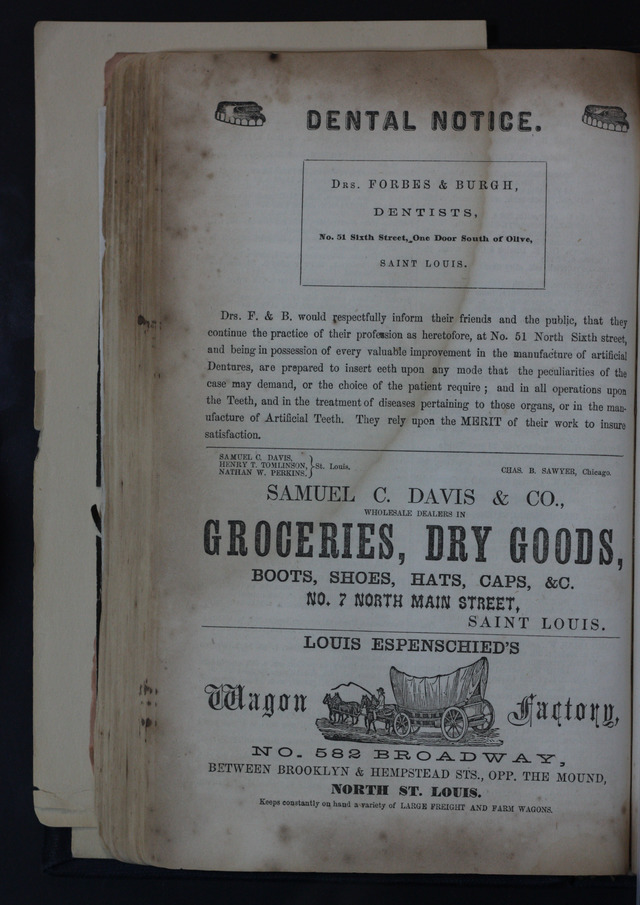 DENTAL NOTICE.
DRS. FORBES & BURGH,
DENTISTS,
No. 51 Sixth Street, One Door South of Olive,
SAINT LOUIS.
Drs. F. & B. would respectfully inform their friends and the public, that they
continue the practice of their profession as heretofore, at No. 51 North Sixth street,
and being in possession of every valuable improvement in the manufacture of artificial
Dentures, are prepared to insert eeth upon any mode that the peculiarities of the
case may demand, or the choice of the patient require; and in all operations upon
the Teeth, and in the treatment of diseases pertaining to those organs, or in the man-
ufacture of Artificial Teeth. They rely upon the MERIT of their work to insure
satisfaction.
SAMUEL C. DAVIS,
HENRY T. TOMLINSON, } St. Louis.
NATHAN W. PERKINS,
CHAS. B. SAWYER, Chicago.
SAMUEL C. DAVIS & CO.,
WHOLESALE DEALERS IN
GROCERIES, DRY GOODS,
BOOTS, SHOES, HATS, CAPS, &C.
NO. 7 NORTH MAIN STREET,
SAINT LOUIS.
LOUIS ESPENSCHIED'S
Wagon Factory,
NO. 582 BROADWAY,
BETWEEN BROOKLYN & HEMPSTEAD STS., OPP. THE MOUND,
NORTH ST. LOUIS.
Keeps constantly on hand a variety of LARGE FREIGHT AND FARM WAGONS.